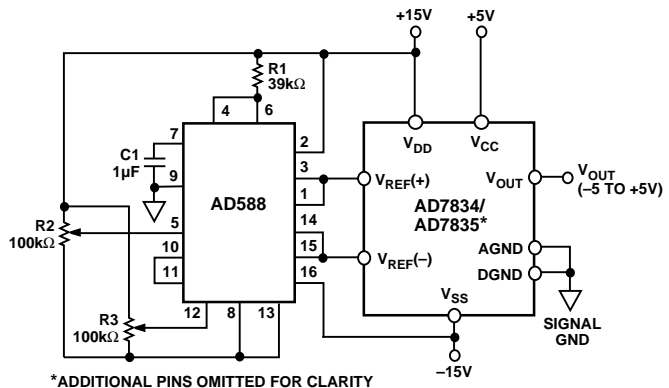 +15V
+5V
R1
39kΩ
4
6
7
2
C1
1µF
VDD
VCC
3
VREF(+)
VOUT
VOUT
(–5 TO +5V)
9
1
AD588
AD7834/
AD7835*
R2
100kΩ
5
14
10
15
VREF(–)
AGND
11
16
DGND
R3
100kΩ
12
8
13
VSS
SIGNAL
GND
–15V
*ADDITIONAL PINS OMITTED FOR CLARITY